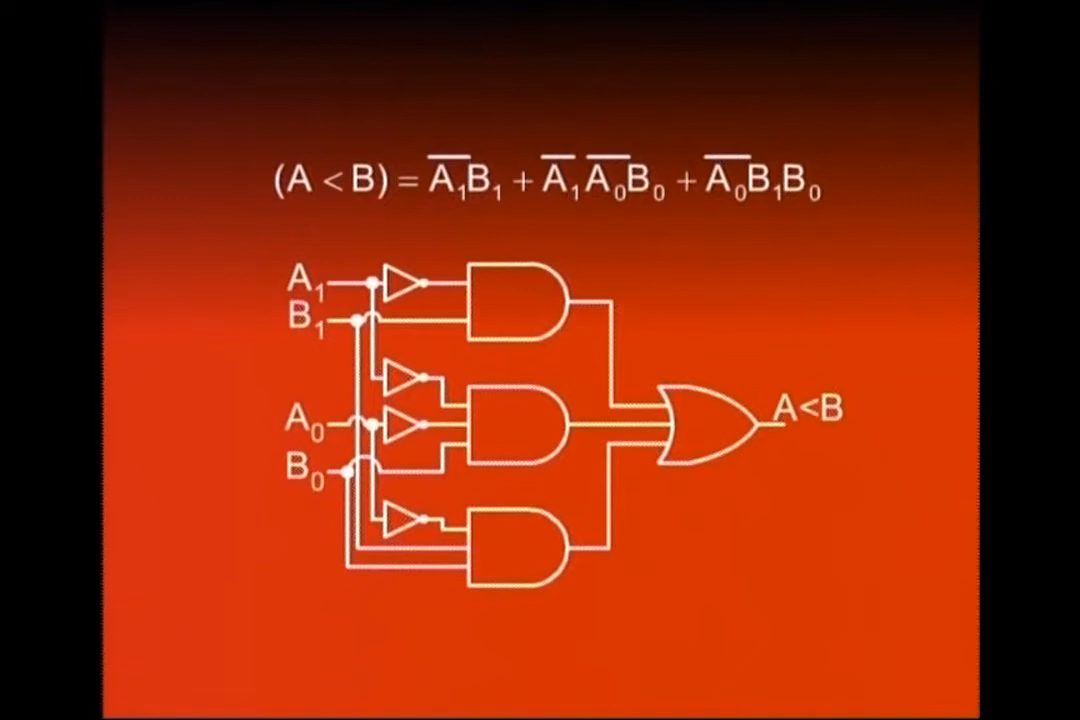 (A < B) = A̅₁B₁ + A̅₁A̅₀B₀ + A̅₀B₁B₀
A₁
B₁
A₀
A<B
B₀